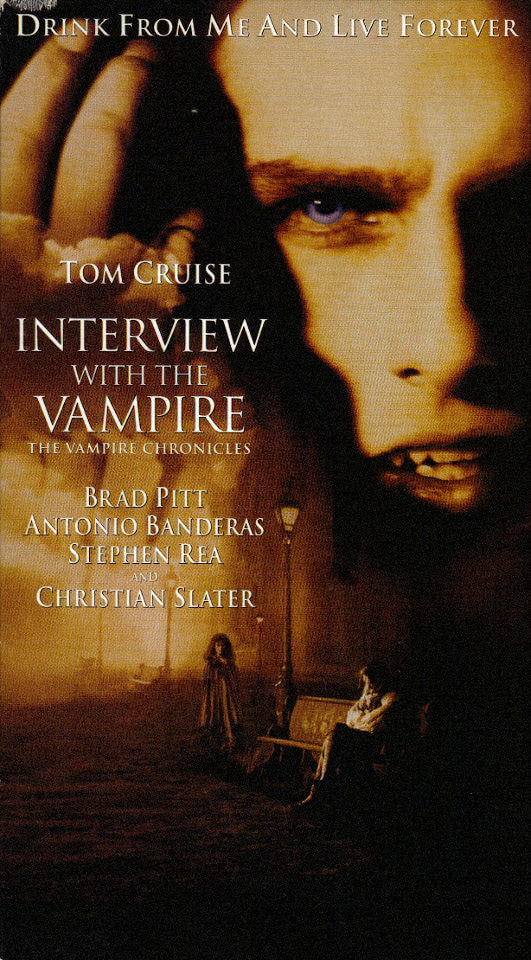 DRINK FROM ME AND LIVE FOREVER
TOM CRUISE
INTERVIEW
WITH THE
VAMPIRE
THE VAMPIRE CHRONICLES
BRAD PITT
ANTONIO BANDERAS
STEPHEN REA
AND
CHRISTIAN SLATER